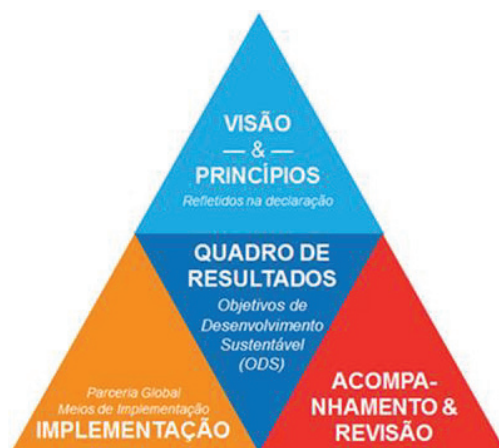 VISÃO
— & —
PRINCÍPIOS
Refletidos na declaração
QUADRO DE
RESULTADOS
Objetivos de
Desenvolvimento
Sustentável
(ODS)
Parceria Global
Meios de Implementação
IMPLEMENTAÇÃO
ACOMPA-
NHAMENTO &
REVISÃO